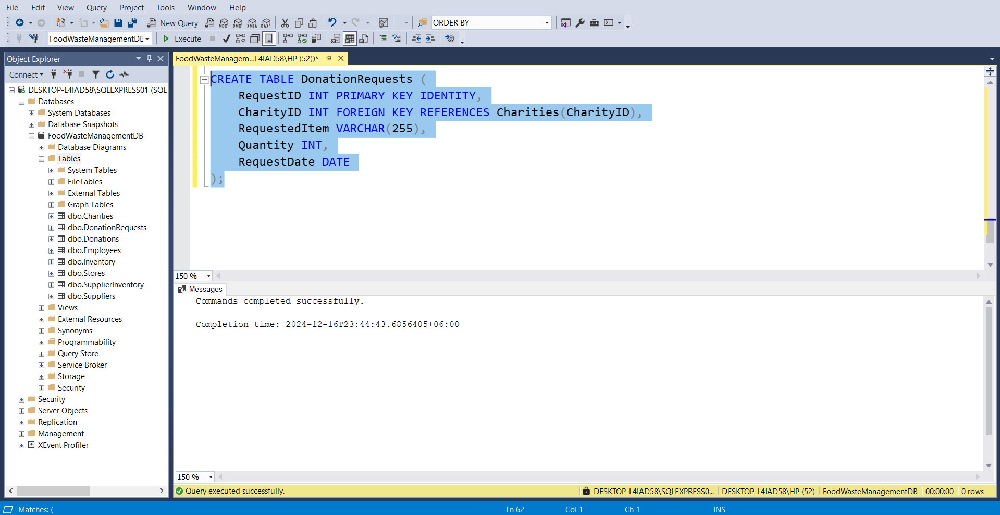 File Edit View Query Project Tools Window Help
New Query MDX DMX XMLA DAX ORDER BY
FoodWasteManagementDB Execute
Object Explorer
Connect
DESKTOP-L4IAD58\SQLEXPRESS01 (SQL
Databases
System Databases
Database Snapshots
FoodWasteManagementDB
Database Diagrams
Tables
System Tables
FileTables
External Tables
Graph Tables
dbo.Charities
dbo.DonationRequests
dbo.Donations
dbo.Employees
dbo.Inventory
dbo.Stores
dbo.SupplierInventory
dbo.Suppliers
Views
External Resources
Synonyms
Programmability
Query Store
Service Broker
Storage
Security
Security
Server Objects
Replication
Management
XEvent Profiler
FoodWasteManagem...L4IAD58\HP (52))*
CREATE TABLE DonationRequests (
RequestID INT PRIMARY KEY IDENTITY,
CharityID INT FOREIGN KEY REFERENCES Charities(CharityID),
RequestedItem VARCHAR(255),
Quantity INT,
RequestDate DATE
);
150 %
Messages
Commands completed successfully.
Completion time: 2024-12-16T23:44:43.6856405+06:00
150 %
Query executed successfully. DESKTOP-L4IAD58\SQLEXPRESS0... DESKTOP-L4IAD58\HP (52) FoodWasteManagementDB 00:00:00 0 rows
Matches: ( Ln 62 Col 1 Ch 1 INS